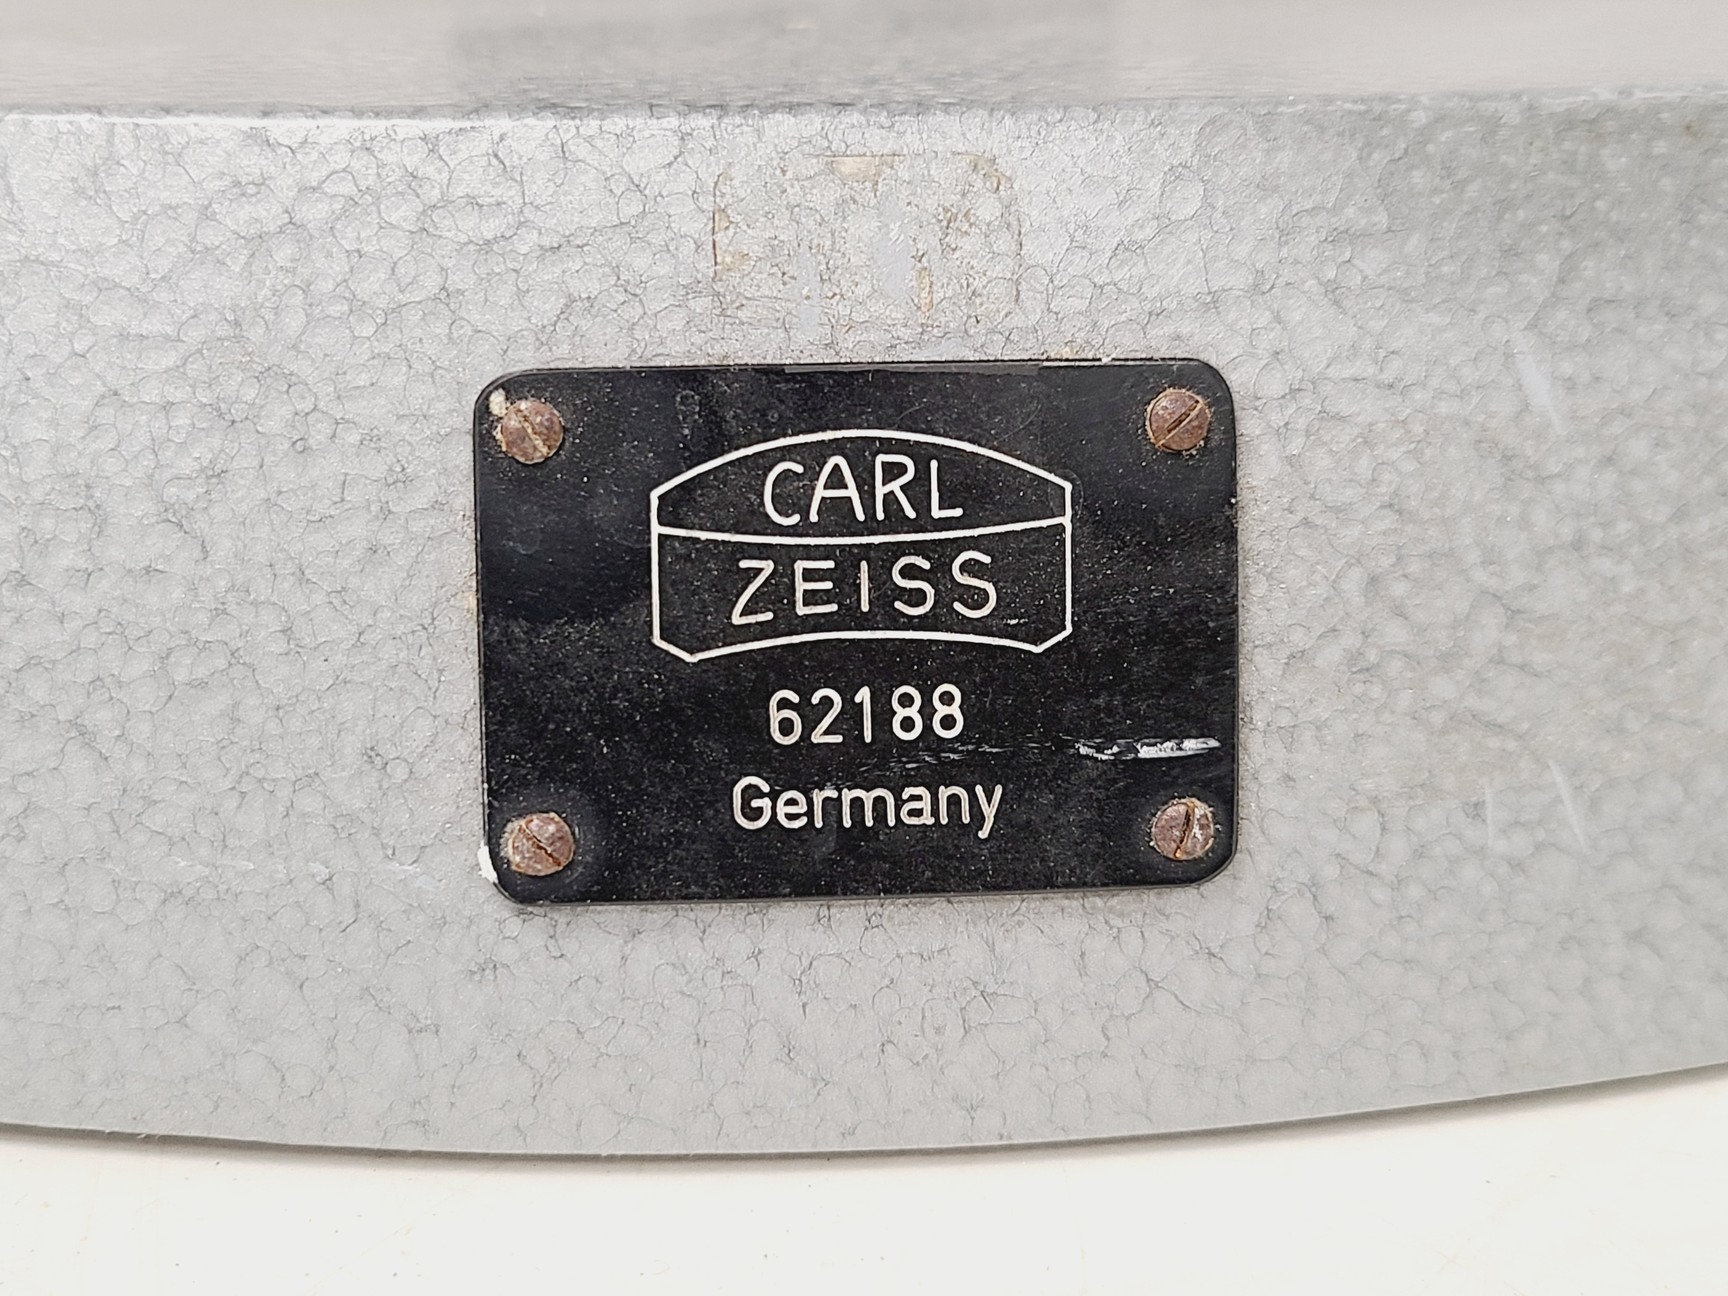 CARL
ZEISS
62188
Germany